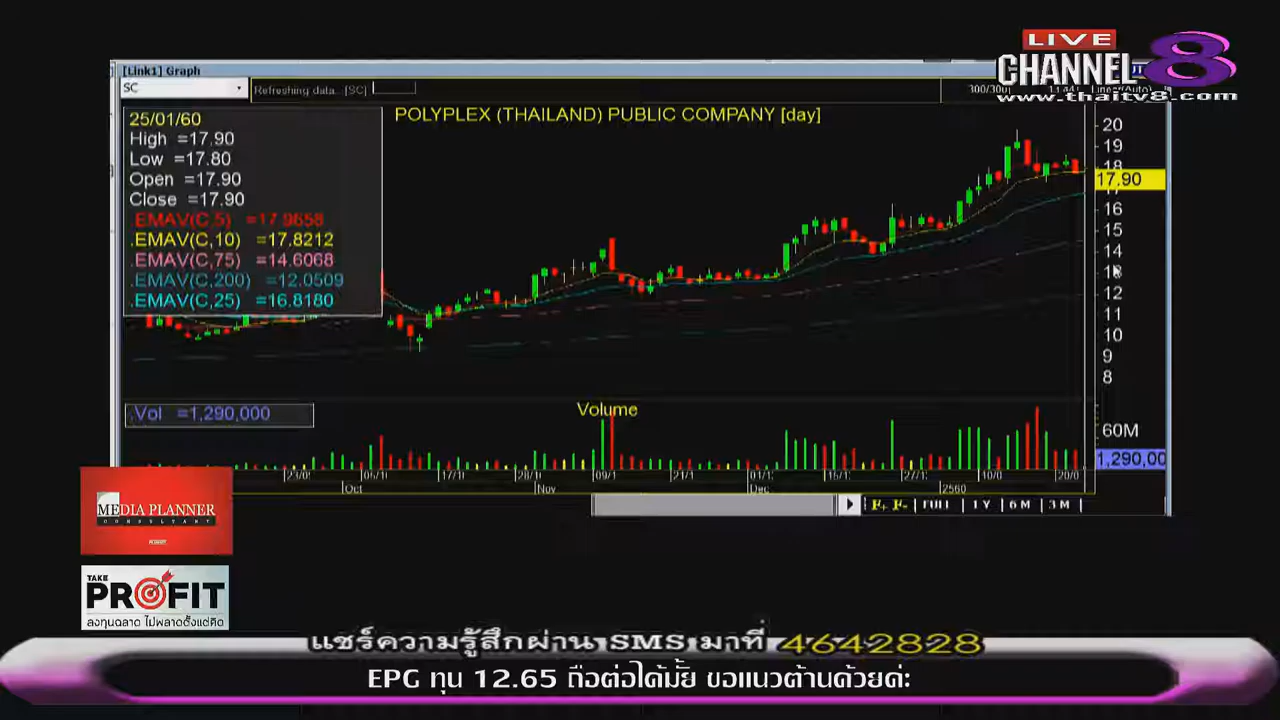 LIVE
CHANNEL 8
www.thaitv8.com
[Link1] Graph
SC
Refreshing data... [SC]
POLYPLEX (THAILAND) PUBLIC COMPANY [day]
25/01/60
High =17.90
Low =17.80
Open =17.90
Close =17.90
.EMAV(C,5) =17.9658
.EMAV(C,10) =17.8212
.EMAV(C,75) =14.6068
.EMAV(C,200) =12.0509
.EMAV(C,25) =16.8180
20
19
18
17.90
17
16
15
14
13
12
11
10
9
8
.Vol =1,290,000
Volume
60M
1,290,00
Oct
Nov
Dec
2560
F+ F- FULL 1Y 6M 3M
MEDIA PLANNER
CONSULTANT
TAKE
PROFIT
ลงทุนฉลาด ไม่พลาดตั้งแต่คิด
แชร์ความรู้สึกผ่าน SMS มาที่ 4642828
EPG ทุน 12.65 ถือต่อได้มั้ย ขอแนวต้านด้วยค่ะ